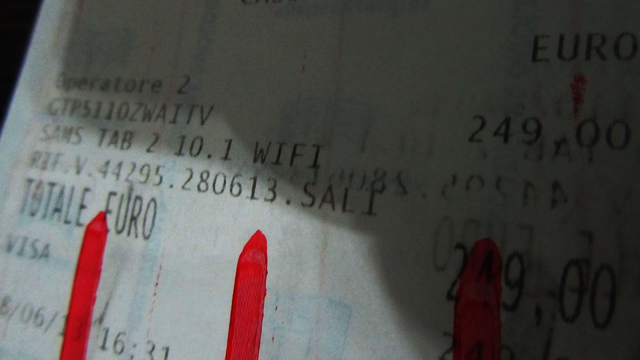 EURO
Operatore 2
GTP5110ZWAITV 249,00
SAMS TAB 2 10.1 WIFI
RIF.V.44295.280613.SALI
TOTALE EURO 249,00
VISA
16:31